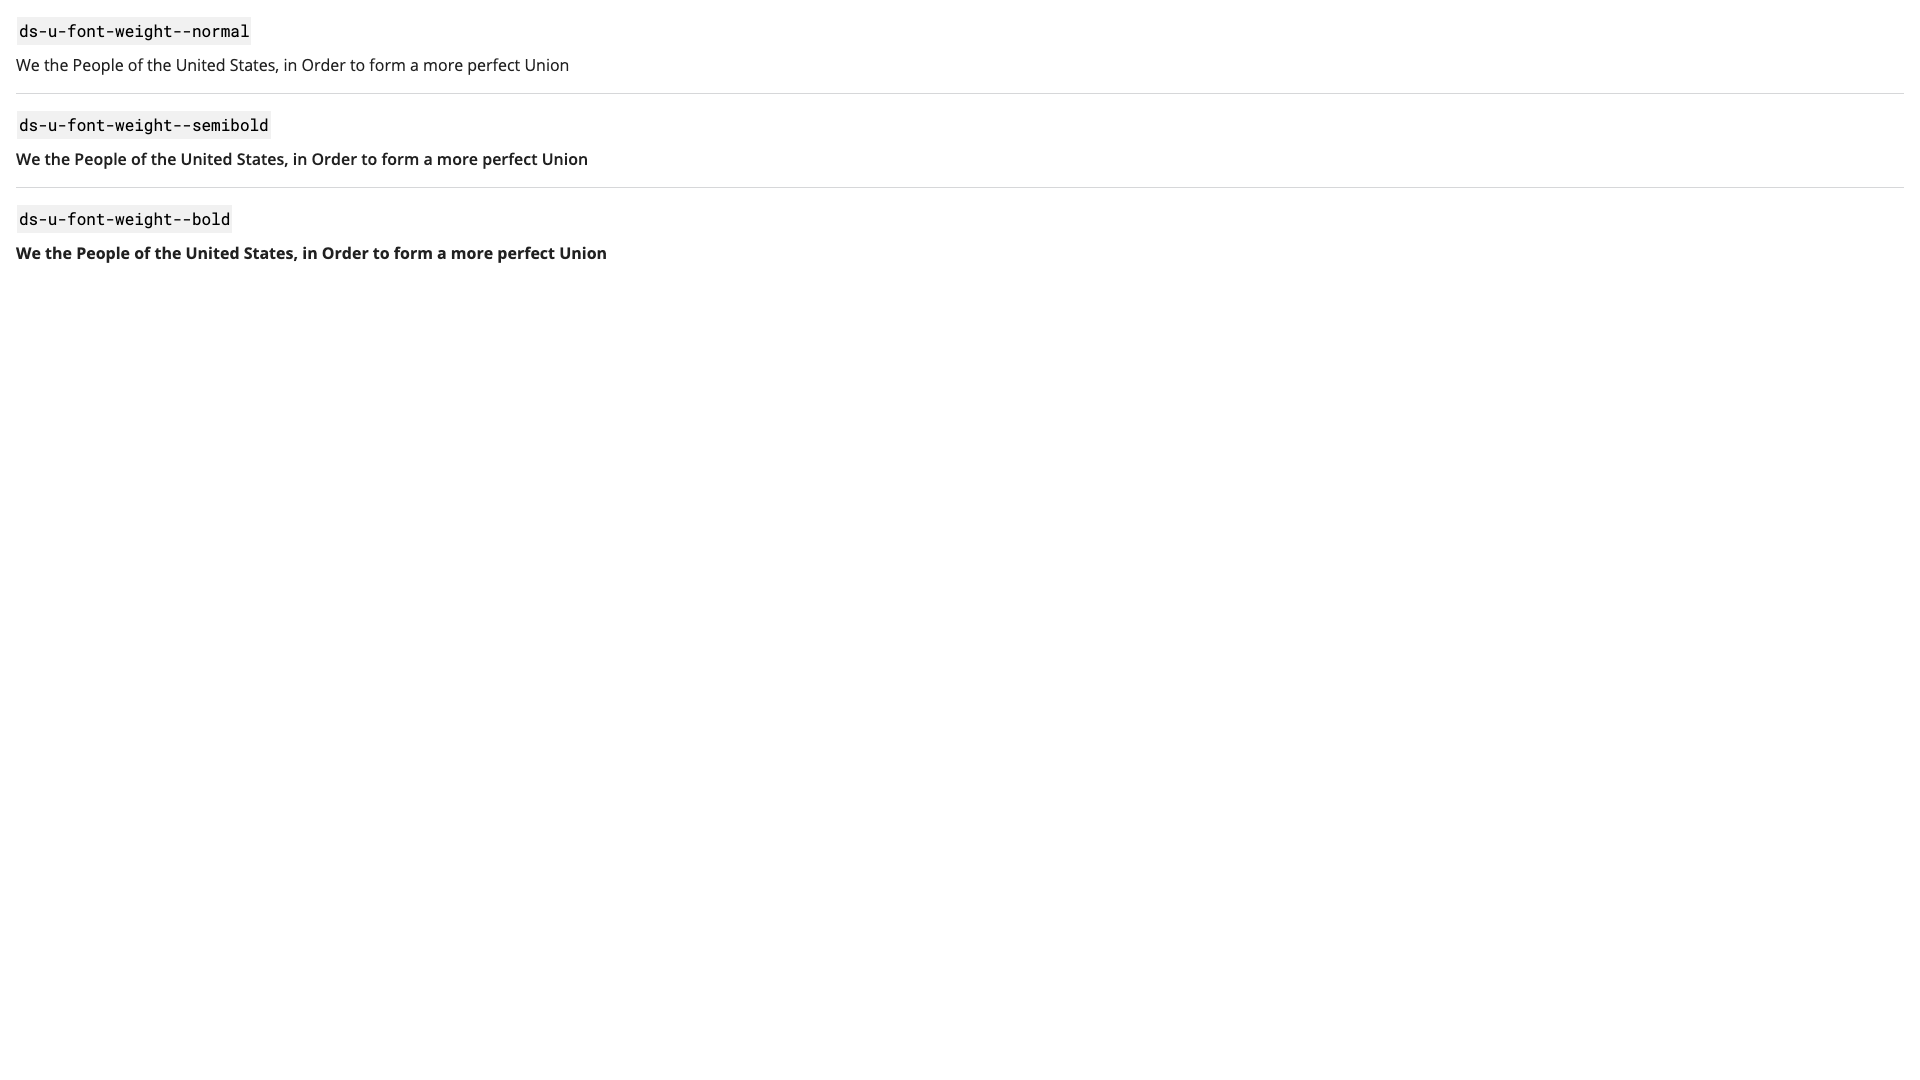 ds-u-font-weight--normal
We the People of the United States, in Order to form a more perfect Union
ds-u-font-weight--semibold
We the People of the United States, in Order to form a more perfect Union
ds-u-font-weight--bold
We the People of the United States, in Order to form a more perfect Union